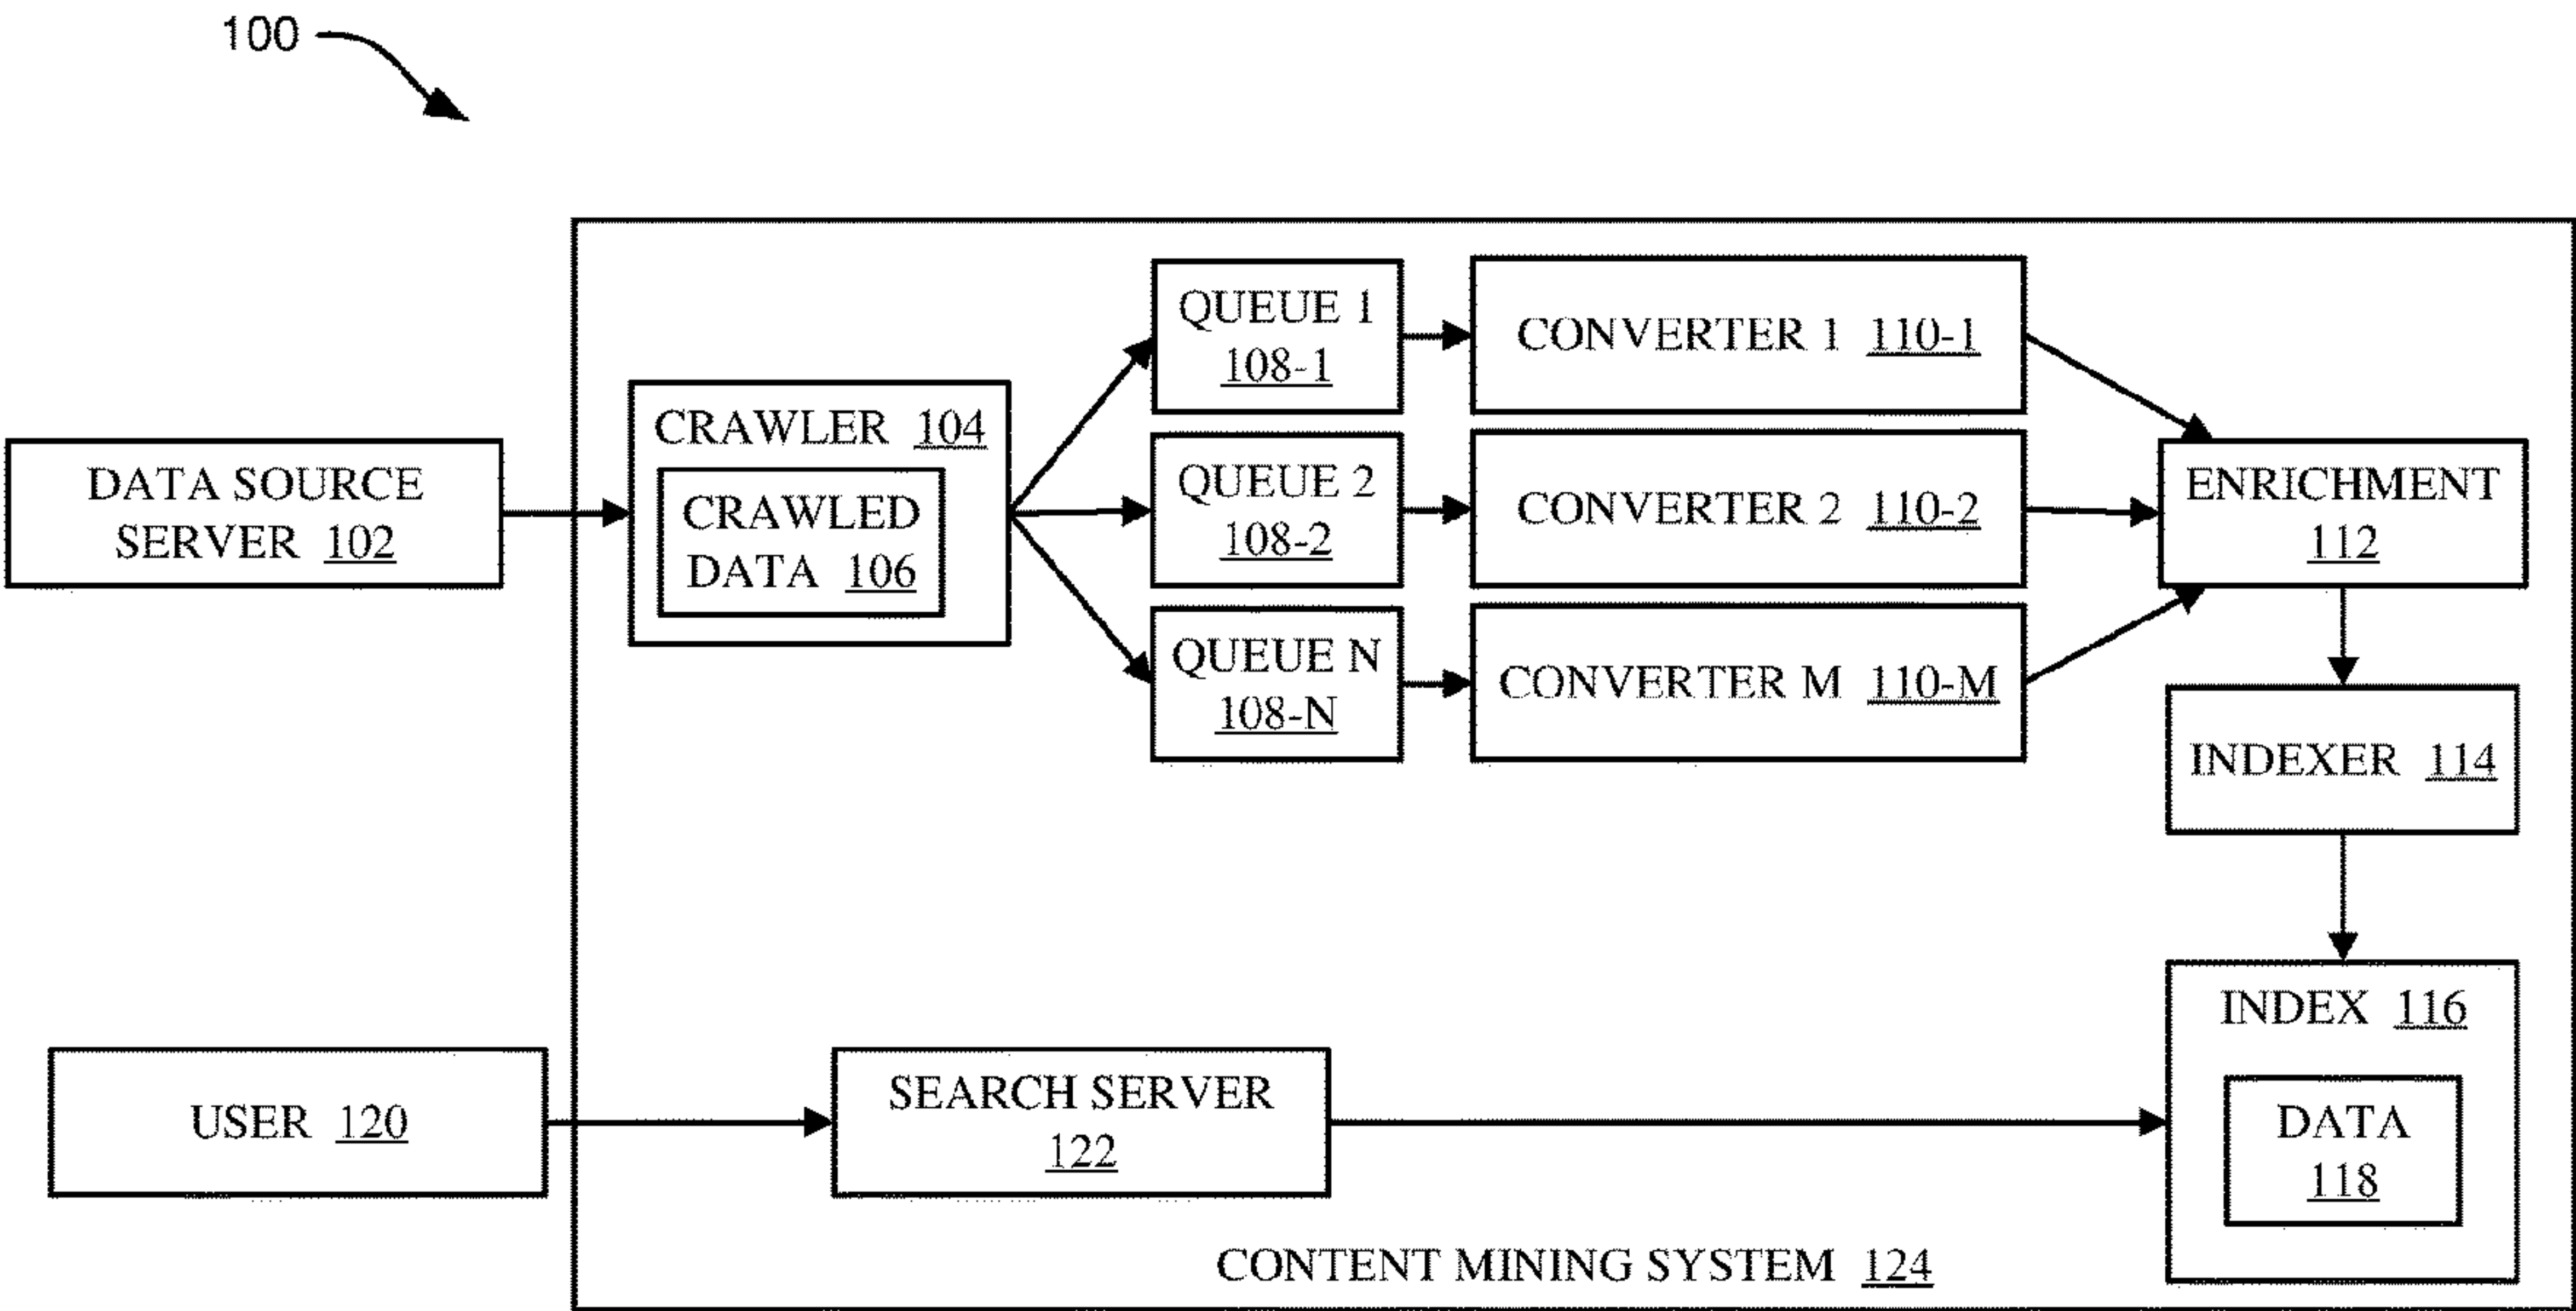 100
QUEUE 1
108-1
CONVERTER 1 110-1
CRAWLER 104
CRAWLED
DATA 106
DATA SOURCE
SERVER 102
QUEUE 2
108-2
CONVERTER 2 110-2
ENRICHMENT
112
QUEUE N
108-N
CONVERTER M 110-M
INDEXER 114
INDEX 116
DATA
118
USER 120
SEARCH SERVER
122
CONTENT MINING SYSTEM 124